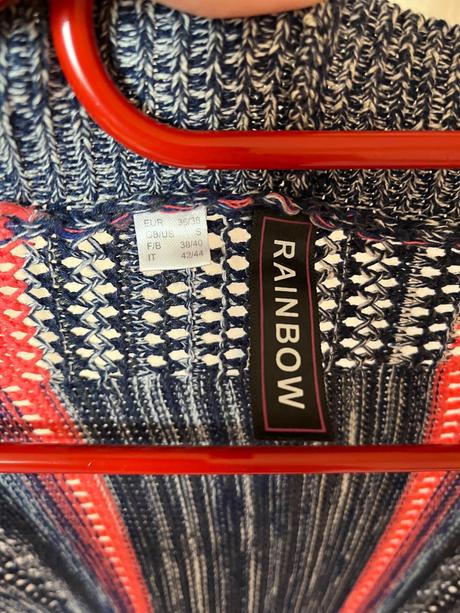 EUR 36/38
GB/US S
F/B 38/40
IT 42/44
RAINBOW